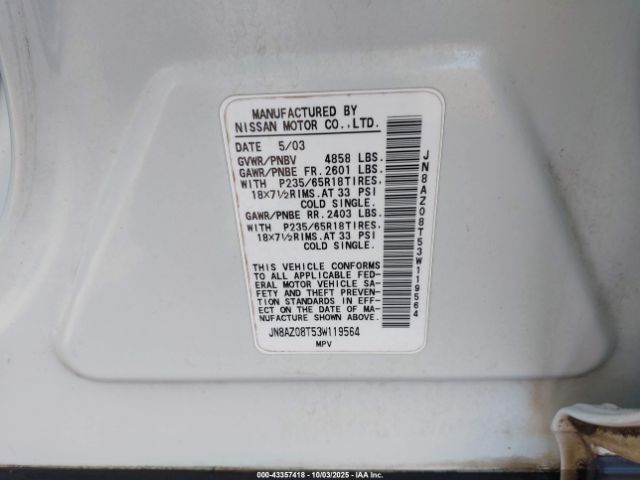 MANUFACTURED BY
NISSAN MOTOR CO.,LTD.
DATE 5/03
GVWR/PNBV 4858 LBS.
GAWR/PNBE FR.2601 LBS.
WITH P235/65R18TIRES,
18×7½RIMS.AT 33 PSI
COLD SINGLE.
GAWR/PNBE RR.2403 LBS.
WITH P235/65R18TIRES,
18×7½RIMS.AT 33 PSI
COLD SINGLE.
THIS VEHICLE CONFORMS
TO ALL APPLICABLE FED-
ERAL MOTOR VEHICLE SA-
FETY AND THEFT PREVEN-
TION STANDARDS IN EFF-
ECT ON THE DATE OF MA-
NUFACTURE SHOWN ABOVE.
JN8AZ08T53W119564
MPV
JN8AZ08T53W119564
000-43357418 - 10/03/2025 - IAA Inc.